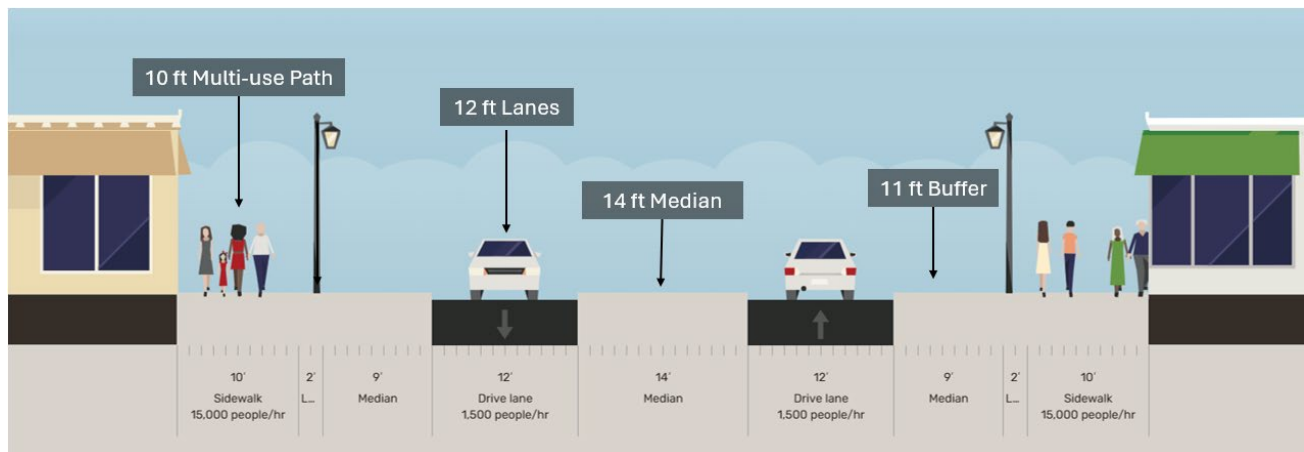 10 ft Multi-use Path
12 ft Lanes
14 ft Median
11 ft Buffer
10′
Sidewalk
15,000 people/hr
2′
L...
9′
Median
12′
Drive lane
1,500 people/hr
14′
Median
12′
Drive lane
1,500 people/hr
9′
Median
2′
L...
10′
Sidewalk
15,000 people/hr